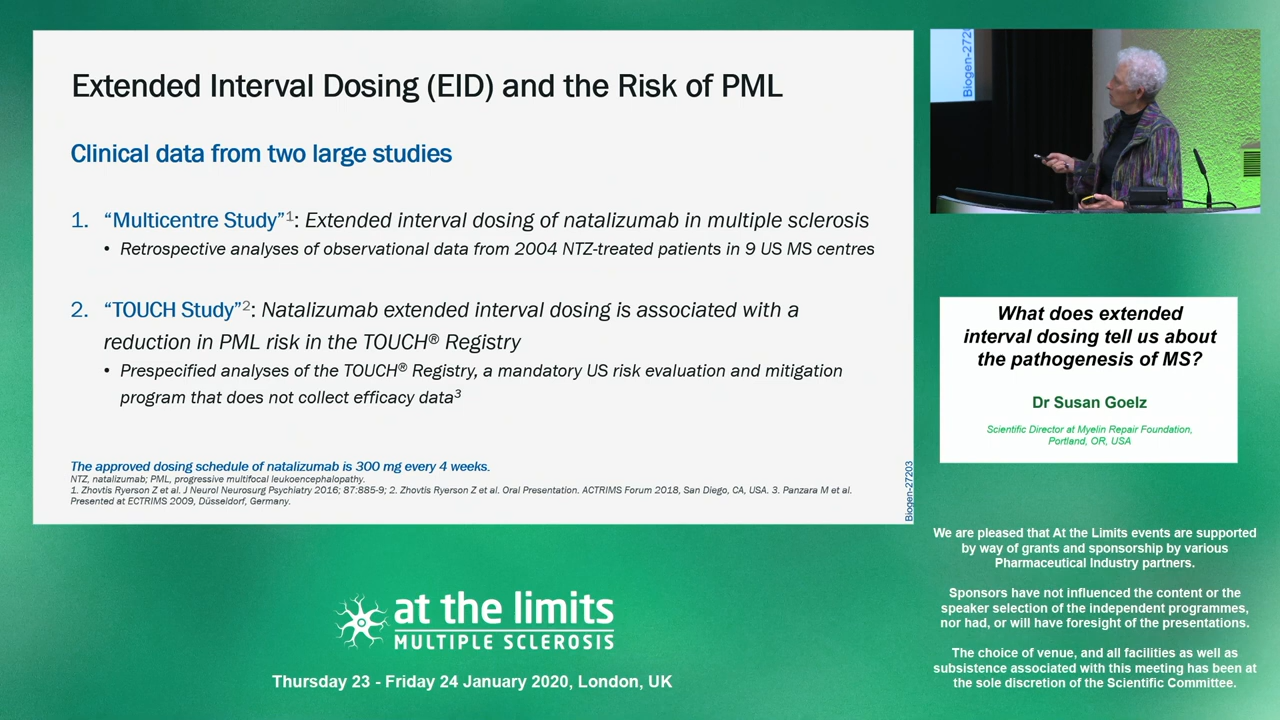 Extended Interval Dosing (EID) and the Risk of PML
Clinical data from two large studies
1. “Multicentre Study”1: Extended interval dosing of natalizumab in multiple sclerosis
• Retrospective analyses of observational data from 2004 NTZ-treated patients in 9 US MS centres
2. “TOUCH Study”2: Natalizumab extended interval dosing is associated with a
reduction in PML risk in the TOUCH® Registry
• Prespecified analyses of the TOUCH® Registry, a mandatory US risk evaluation and mitigation
program that does not collect efficacy data3
The approved dosing schedule of natalizumab is 300 mg every 4 weeks.
NTZ, natalizumab; PML, progressive multifocal leukoencephalopathy.
1. Zhovtis Ryerson Z et al. J Neurol Neurosurg Psychiatry 2016; 87:885-9; 2. Zhovtis Ryerson Z et al. Oral Presentation. ACTRIMS Forum 2018, San Diego, CA, USA. 3. Panzara M et al.
Presented at ECTRIMS 2009, Düsseldorf, Germany.
Biogen-27203
Biogen-272
What does extended
interval dosing tell us about
the pathogenesis of MS?
Dr Susan Goelz
Scientific Director at Myelin Repair Foundation,
Portland, OR, USA
We are pleased that At the Limits events are supported
by way of grants and sponsorship by various
Pharmaceutical Industry partners.
Sponsors have not influenced the content or the
speaker selection of the independent programmes,
nor had, or will have foresight of the presentations.
The choice of venue, and all facilities as well as
subsistence associated with this meeting has been at
the sole discretion of the Scientific Committee.
at the limits
MULTIPLE SCLEROSIS
Thursday 23 - Friday 24 January 2020, London, UK